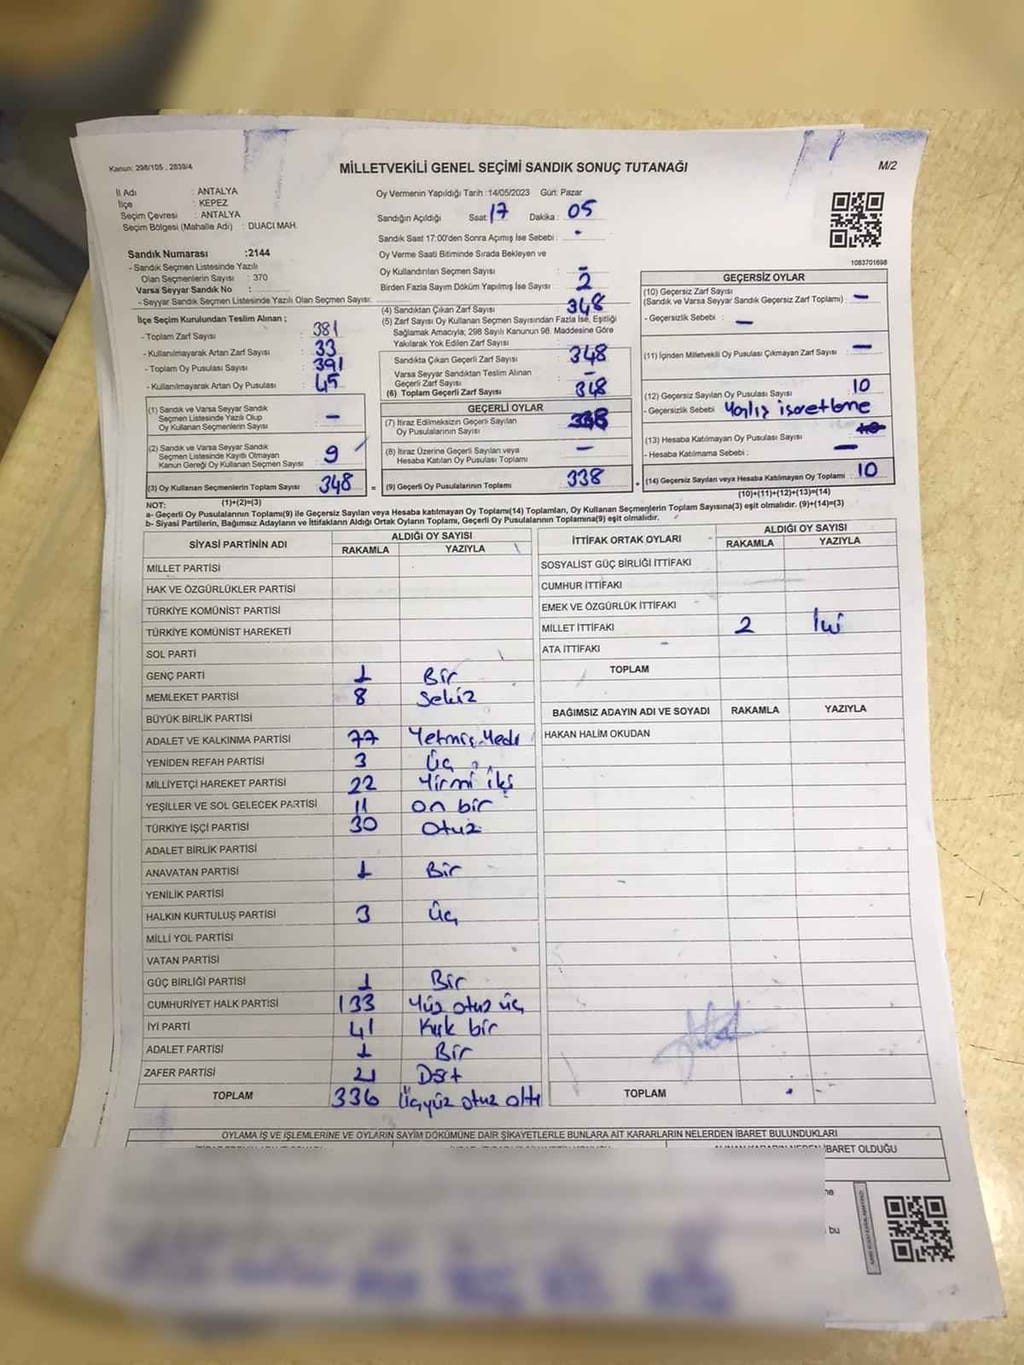 Kanun: 298/105 , 2839/4
MİLLETVEKİLİ GENEL SEÇİMİ SANDIK SONUÇ TUTANAĞI
M/2
İl Adı : ANTALYA
İlçe : KEPEZ
Seçim Çevresi : ANTALYA
Seçim Bölgesi (Mahalle Adı) : DUACI MAH.
Oy Vermenin Yapıldığı Tarih :14/05/2023 Gün: Pazar
Sandığın Açıldığı Saat: 17 Dakika : 05
Sandık Saat 17:00'den Sonra Açımış İse Sebebi : -
Sandık Numarası :2144
- Sandık Seçmen Listesinde Yazılı
Olan Seçmenlerin Sayısı : 370
Varsa Seyyar Sandık No :
- Seyyar Sandık Seçmen Listesinde Yazılı Olan Seçmen Sayısı:
Oy Verme Saati Bitiminde Sırada Bekleyen ve
Oy Kullandırılan Seçmen Sayısı -
Birden Fazla Sayım Döküm Yapılmış İse Sayısı 2
1083701698
İlçe Seçim Kurulundan Teslim Alınan ;
- Toplam Zarf Sayısı 381
- Kullanılmayarak Artan Zarf Sayısı 33
- Toplam Oy Pusulası Sayısı 391
- Kullanılmayarak Artan Oy Pusulası 45
(1) Sandık ve Varsa Seyyar Sandık
Seçmen Listesinde Yazılı Olup
Oy Kullanan Seçmenlerin Sayısı -
(2) Sandık ve Varsa Seyyar Sandık
Seçmen Listesinde Kayıtlı Olmayan
Kanun Gereği Oy Kullanan Seçmen Sayısı 9
(3) Oy Kullanan Seçmenlerin Toplam Sayısı 348
(1)+(2)=(3)
(4) Sandıktan Çıkan Zarf Sayısı 348
(5) Zarf Sayısı Oy Kullanan Seçmen Sayısından Fazla İse, Eşitliği
Sağlamak Amacıyla; 298 Sayılı Kanunun 98. Maddesine Göre
Yakılarak Yok Edilen Zarf Sayısı
Sandıkta Çıkan Geçerli Zarf Sayısı 348
Varsa Seyyar Sandıktan Teslim Alınan
Geçerli Zarf Sayısı -
(6) Toplam Geçerli Zarf Sayısı 348
GEÇERLİ OYLAR
(7) İtiraz Edilmeksizin Geçerli Sayılan
Oy Pusulalarının Sayısı 338
(8) İtiraz Üzerine Geçerli Sayılan veya
Hesaba Katılan Oy Pusulası Toplamı -
(9) Geçerli Oy Pusulalarının Toplamı 338
GEÇERSİZ OYLAR
(10) Geçersiz Zarf Sayısı
(Sandık ve Varsa Seyyar Sandık Geçersiz Zarf Toplamı) : -
- Geçersizlik Sebebi : -
(11) İçinden Milletvekili Oy Pusulası Çıkmayan Zarf Sayısı -
(12) Geçersiz Sayılan Oy Pusulası Sayısı 10
- Geçersizlik Sebebi Yanlış isaretleme
(13) Hesaba Katılmayan Oy Pusulası Sayısı -
- Hesaba Katılmama Sebebi :
(14) Geçersiz Sayılan veya Hesaba Katılmayan Oy Toplamı 10
(10)+(11)+(12)+(13)=(14)
NOT:
a- Geçerli Oy Pusulalarının Toplamı(9) ile Geçersiz Sayılan veya Hesaba Katılmayan Oy Toplamı(14) Toplamları, Oy Kullanan Seçmenlerin Toplam Sayısına(3) eşit olmalıdır. (9)+(14)=(3)
b- Siyasi Partilerin, Bağımsız Adayların ve İttifakların Aldığı Ortak Oyların Toplamı, Geçerli Oy Pusulalarının Toplamına(9) eşit olmalıdır.
SİYASİ PARTİNİN ADI ALDIĞI OY SAYISI
RAKAMLA YAZIYLA
MİLLET PARTİSİ
HAK VE ÖZGÜRLÜKLER PARTİSİ
TÜRKİYE KOMÜNİST PARTİSİ
TÜRKİYE KOMÜNİST HAREKETİ
SOL PARTİ
GENÇ PARTİ 1 Bir
MEMLEKET PARTİSİ 8 Sekiz
BÜYÜK BİRLİK PARTİSİ
ADALET VE KALKINMA PARTİSİ 77 Yetmiş Yedi
YENİDEN REFAH PARTİSİ 3 Üç
MİLLİYETÇİ HAREKET PARTİSİ 22 Yirmi iki
YEŞİLLER VE SOL GELECEK PARTİSİ 11 on bir
TÜRKİYE İŞÇİ PARTİSİ 30 Otuz
ADALET BİRLİK PARTİSİ
ANAVATAN PARTİSİ 1 Bir
YENİLİK PARTİSİ
HALKIN KURTULUŞ PARTİSİ 3 Üç
MİLLİ YOL PARTİSİ
VATAN PARTİSİ
GÜÇ BİRLİĞİ PARTİSİ 1 Bir
CUMHURİYET HALK PARTİSİ 133 Yüz otuz üç
İYİ PARTİ 41 Kırk bir
ADALET PARTİSİ 1 Bir
ZAFER PARTİSİ 4 Dört
TOPLAM 336 Üçyüz otuz altı
İTTİFAK ORTAK OYLARI ALDIĞI OY SAYISI
RAKAMLA YAZIYLA
SOSYALİST GÜÇ BİRLİĞİ İTTİFAKI
CUMHUR İTTİFAKI
EMEK VE ÖZGÜRLÜK İTTİFAKI
MİLLET İTTİFAKI 2 İki
ATA İTTİFAKI
TOPLAM
BAĞIMSIZ ADAYIN ADI VE SOYADI RAKAMLA YAZIYLA
HAKAN HALİM OKUDAN
TOPLAM
OYLAMA İŞ VE İŞLEMLERİNE VE OYLARIN SAYIM DÖKÜMÜNE DAİR ŞİKAYETLERLE BUNLARA AİT KARARLARIN NELERDEN İBARET BULUNDUKLARI
İBARET OLDUĞU
ne
bu